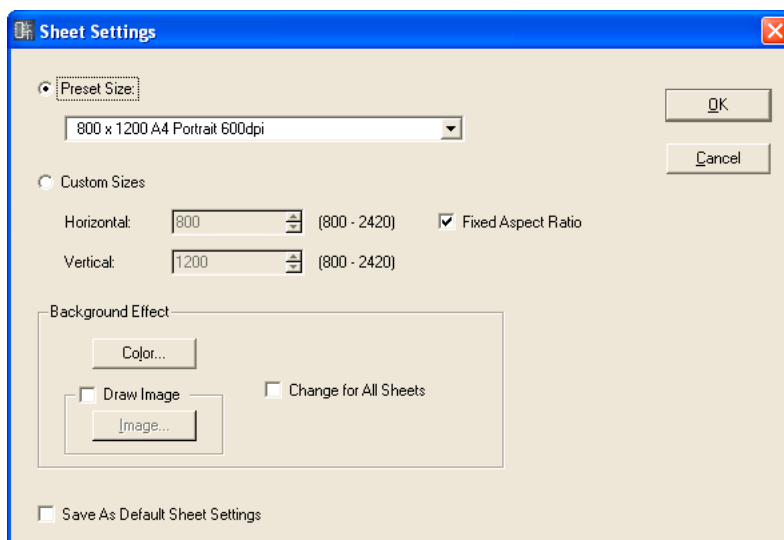 Sheet Settings
Preset Size:
OK
800 x 1200 A4 Portrait 600dpi
Cancel
Custom Sizes
Horizontal: 800 (800 - 2420) Fixed Aspect Ratio
Vertical: 1200 (800 - 2420)
Background Effect
Color...
Draw Image
Change for All Sheets
Image...
Save As Default Sheet Settings